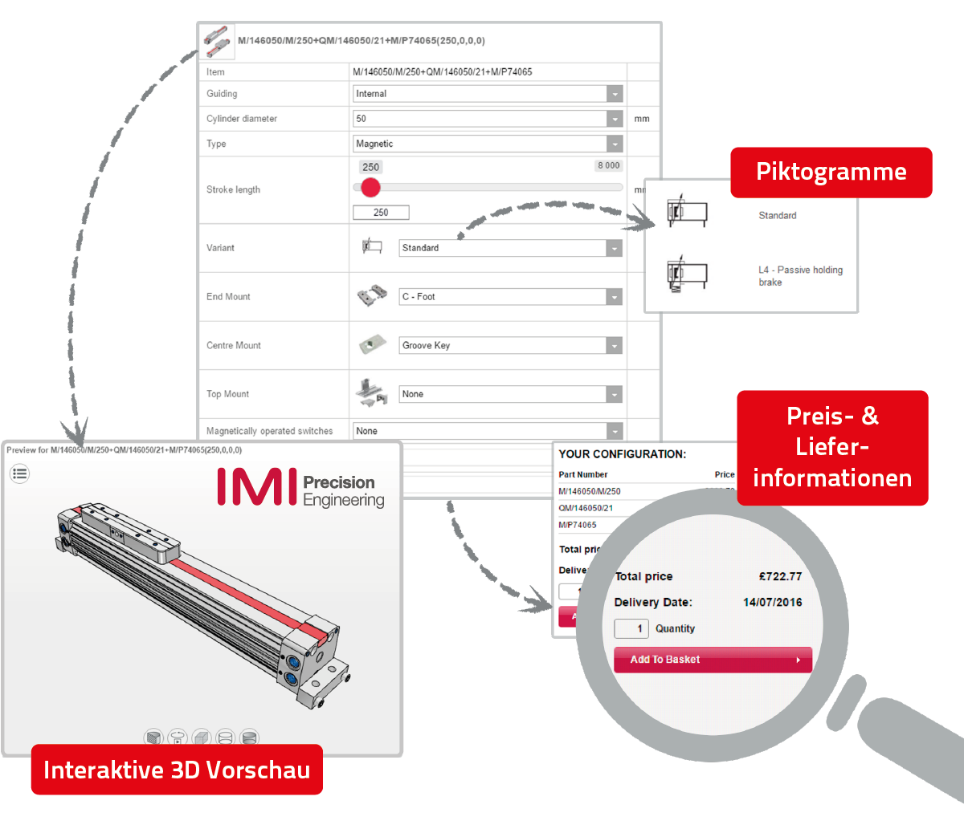 M/146050/M/250+QM/146050/21+M/P74065(250,0,0,0)
Item M/146050/M/250+QM/146050/21+M/P74065
Guiding Internal
Cylinder diameter 50 mm
Type Magnetic
250 8 000
Stroke length
250
Variant Standard
End Mount C - Foot
Centre Mount Groove Key
Top Mount None
Magnetically operated switches None
Piktogramme
Standard
L4 - Passive holding
brake
Preis- &
Liefer-
informationen
YOUR CONFIGURATION:
Part Number Price
M/146050/M/250
QM/146050/21
M/P74065
Total price £722.77
Delivery Date: 14/07/2016
1 Quantity
Add To Basket
Preview for M/146050/M/250+QM/146050/21+M/P74065(250,0,0,0)
IMI Precision
Engineering
Interaktive 3D Vorschau